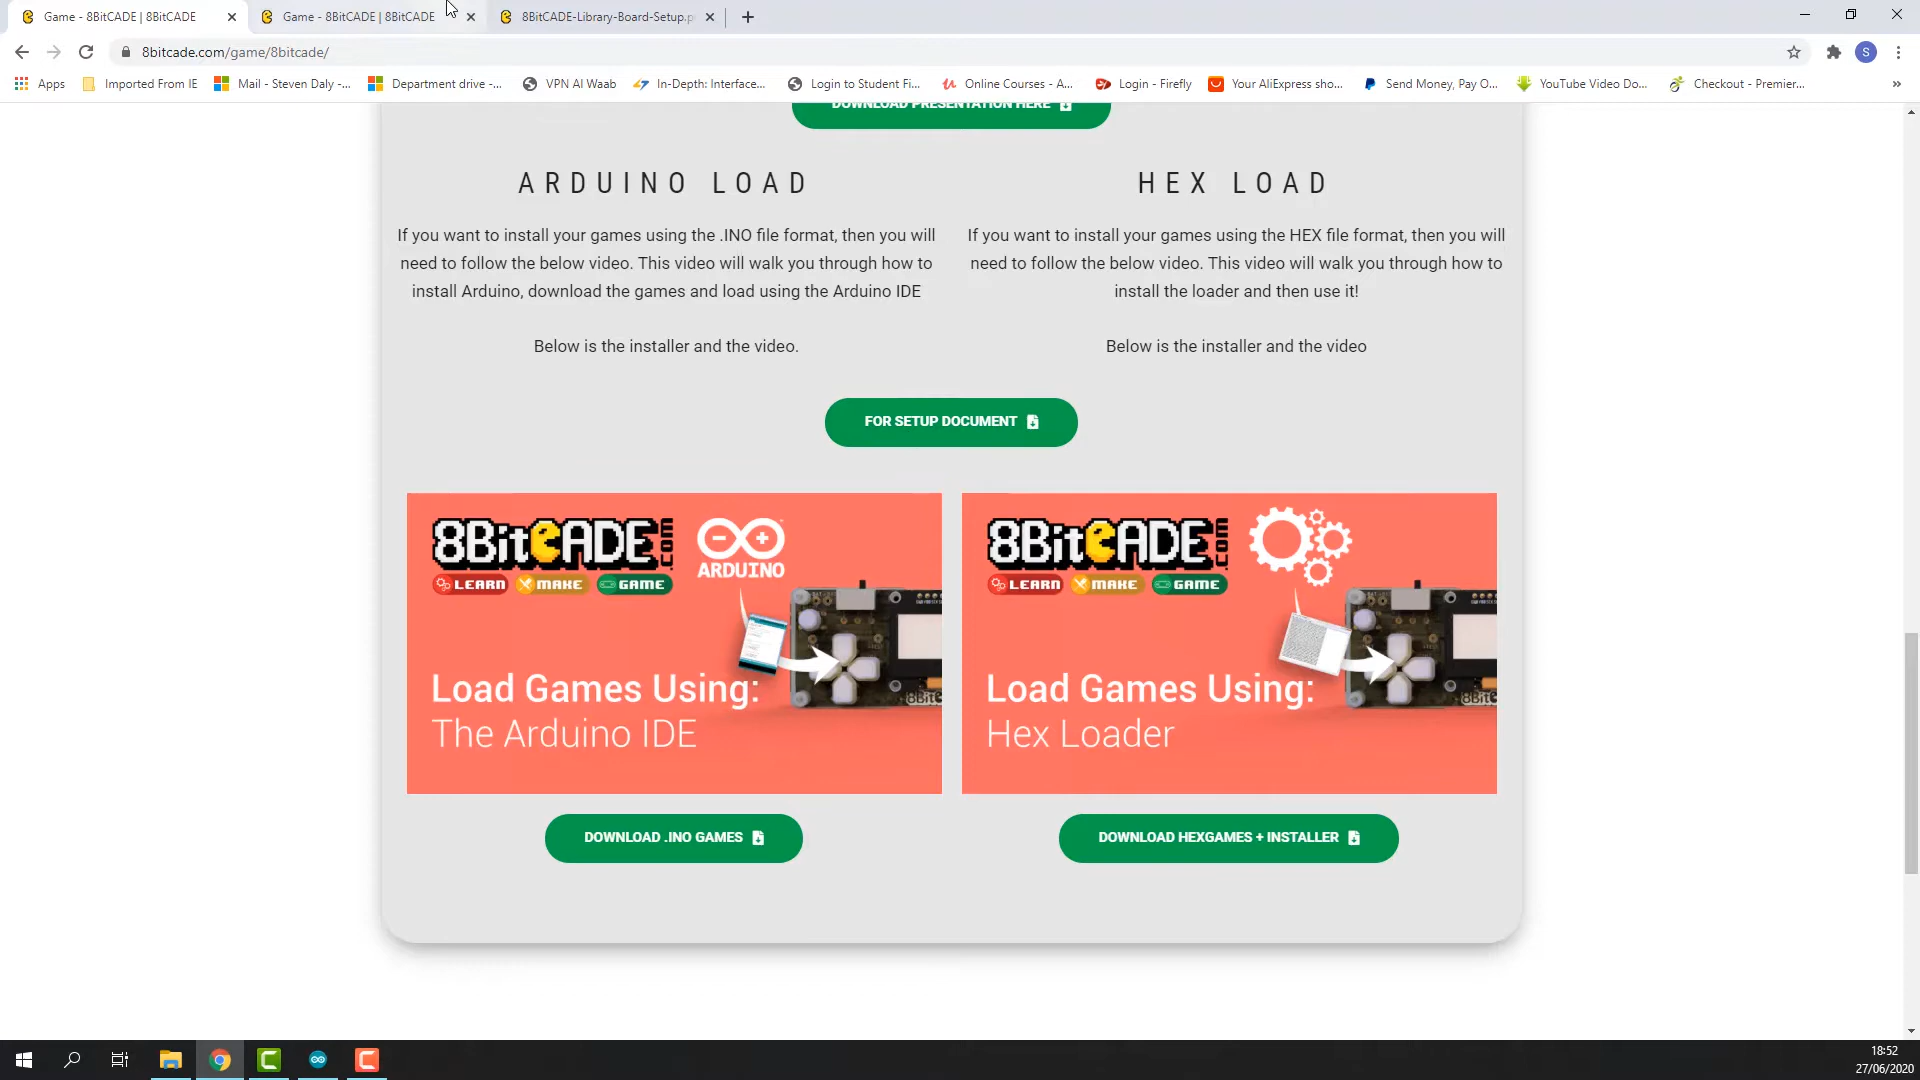 Game - 8BitCADE | 8BitCADE
Game - 8BitCADE | 8BitCADE
8BitCADE-Library-Board-Setup.p
8bitcade.com/game/8bitcade/
S
Apps
Imported From IE
Mail - Steven Daly -...
Department drive -...
VPN Al Waab
In-Depth: Interface...
Login to Student Fi...
Online Courses - A...
Login - Firefly
Your AliExpress sho...
Send Money, Pay O...
YouTube Video Do...
Checkout - Premier...
DOWNLOAD PRESENTATION HERE
ARDUINO LOAD
If you want to install your games using the .INO file format, then you will
need to follow the below video. This video will walk you through how to
install Arduino, download the games and load using the Arduino IDE
Below is the installer and the video.
HEX LOAD
If you want to install your games using the HEX file format, then you will
need to follow the below video. This video will walk you through how to
install the loader and then use it!
Below is the installer and the video
FOR SETUP DOCUMENT
8BitCADE.com
LEARN MAKE GAME
ARDUINO
Load Games Using:
The Arduino IDE
8BitCADE.com
LEARN MAKE GAME
Load Games Using:
Hex Loader
DOWNLOAD .INO GAMES
DOWNLOAD HEXGAMES + INSTALLER
18:52
27/06/2020